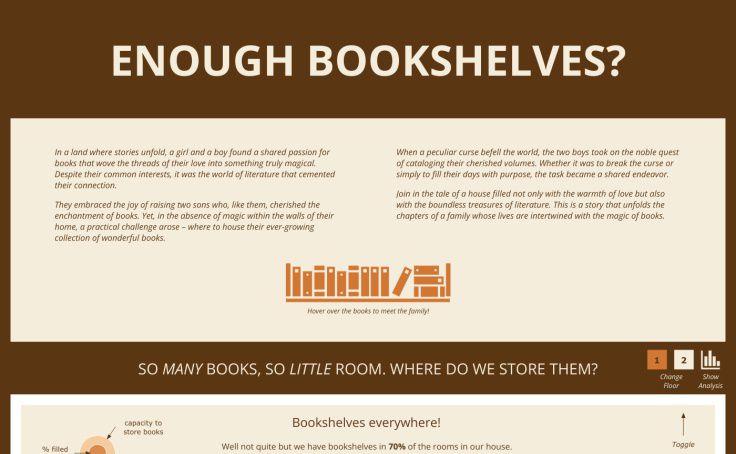 ENOUGH BOOKSHELVES?
In a land where stories unfold, a girl and a boy found a shared passion for
books that wove the threads of their love into something truly magical.
Despite their common interests, it was the world of literature that cemented
their connection.
They embraced the joy of raising two sons who, like them, cherished the
enchantment of books. Yet, in the absence of magic within the walls of their
home, a practical challenge arose – where to house their ever-growing
collection of wonderful books.
When a peculiar curse befell the world, the two boys took on the noble quest
of cataloging their cherished volumes. Whether it was to break the curse or
simply to fill their days with purpose, the task became a shared endeavor.
Join in the tale of a house filled not only with the warmth of love but also
with the boundless treasures of literature. This is a story that unfolds the
chapters of a family whose lives are intertwined with the magic of books.
Hover over the books to meet the family!
SO MANY BOOKS, SO LITTLE ROOM. WHERE DO WE STORE THEM?
1 2
Change
Floor
Show
Analysis
capacity to
store books
% filled
Bookshelves everywhere!
Well not quite but we have bookshelves in 70% of the rooms in our house.
Toggle